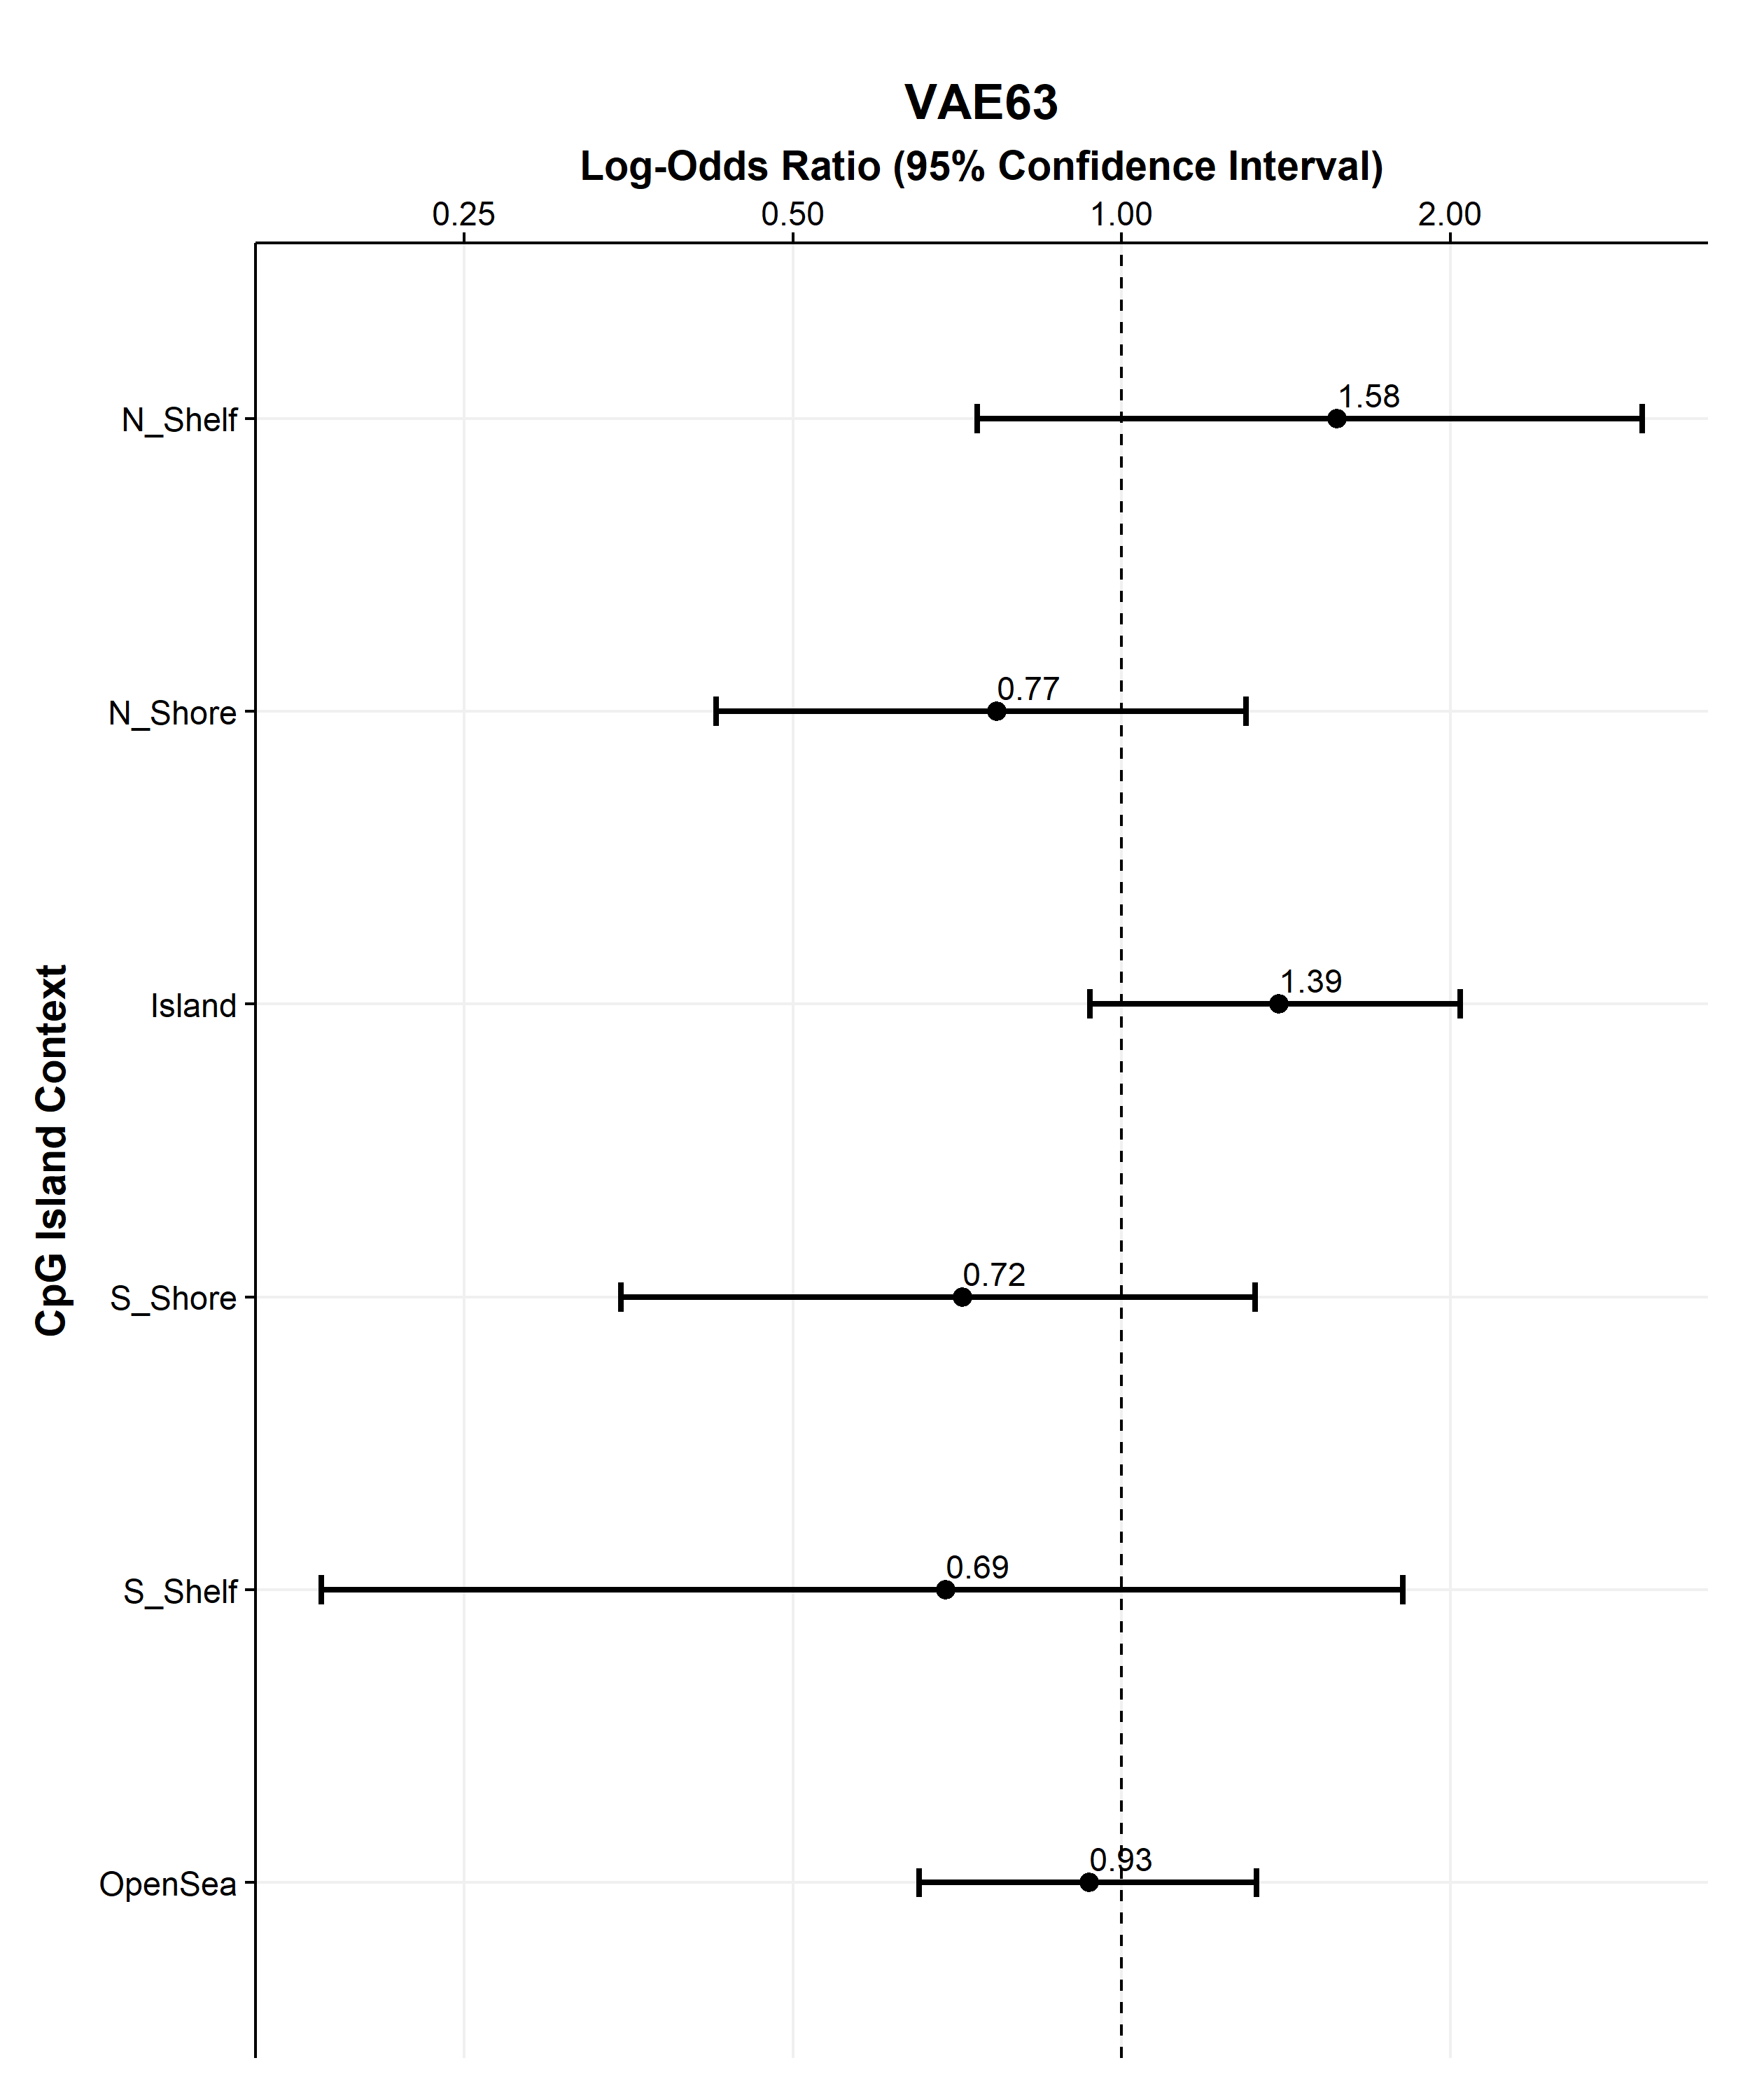 VAE63
Log-Odds Ratio (95% Confidence Interval)
0.25 0.50 1.00 2.00
N_Shelf 1.58
N_Shore 0.77
Island 1.39
S_Shore 0.72
S_Shelf 0.69
OpenSea 0.93
CpG Island Context